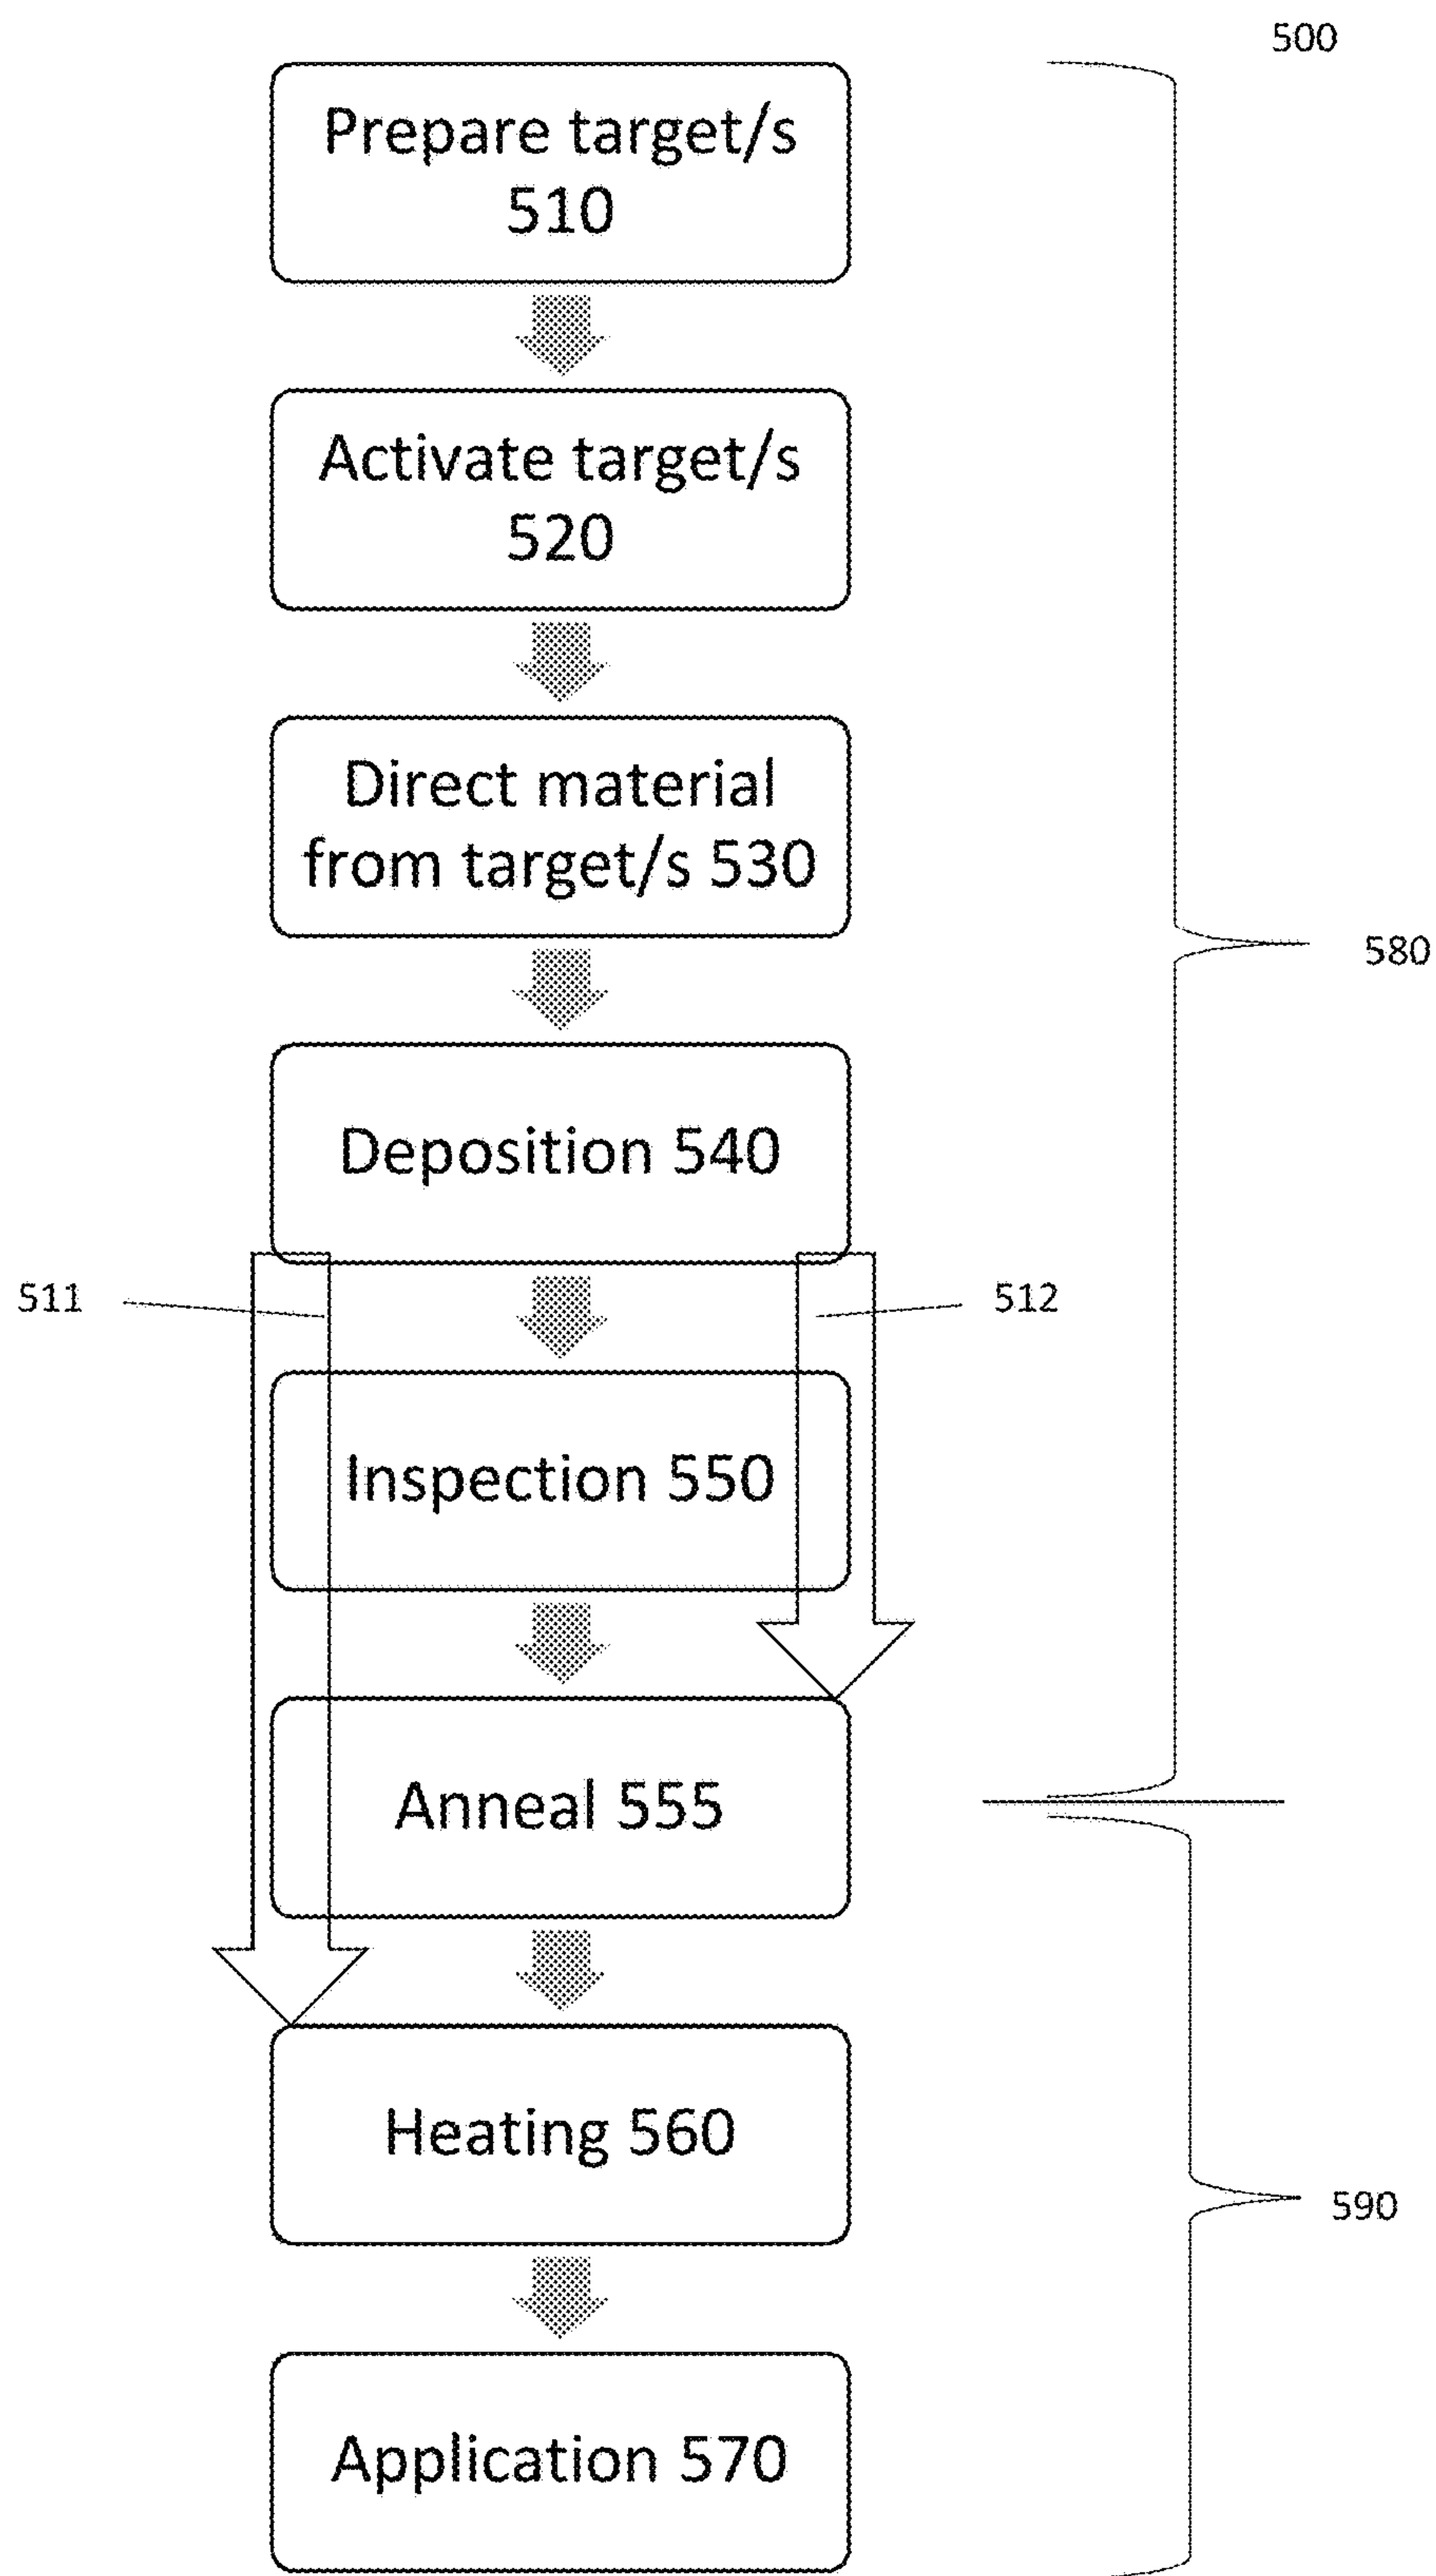 500
Prepare target/s
510
Activate target/s
520
Direct material
from target/s 530
580
Deposition 540
511
512
Inspection 550
Anneal 555
Heating 560
590
Application 570